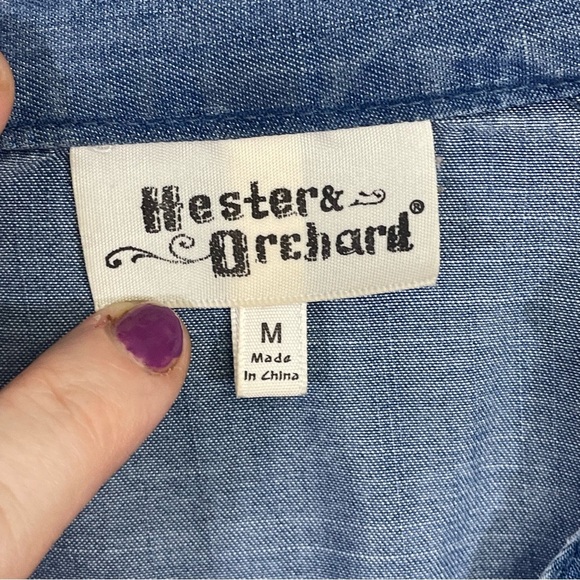 Hester &
Orchard®
M
Made
In China